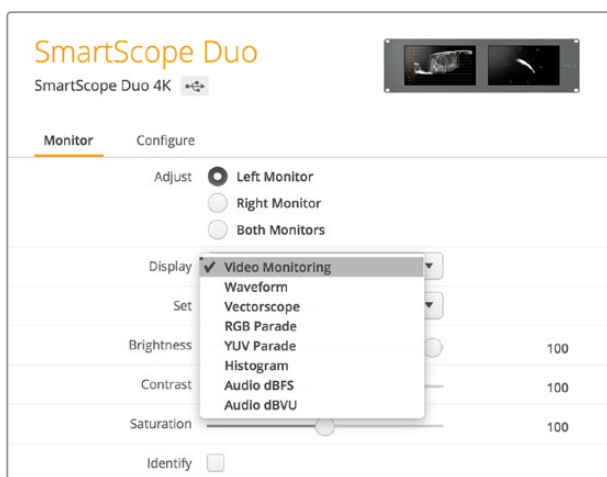 SmartScope Duo
SmartScope Duo 4K
Monitor Configure
Adjust Left Monitor
Right Monitor
Both Monitors
Display Video Monitoring
Waveform
Set Vectorscope
RGB Parade
Brightness YUV Parade 100
Histogram
Contrast Audio dBFS 100
Audio dBVU
Saturation 100
Identify